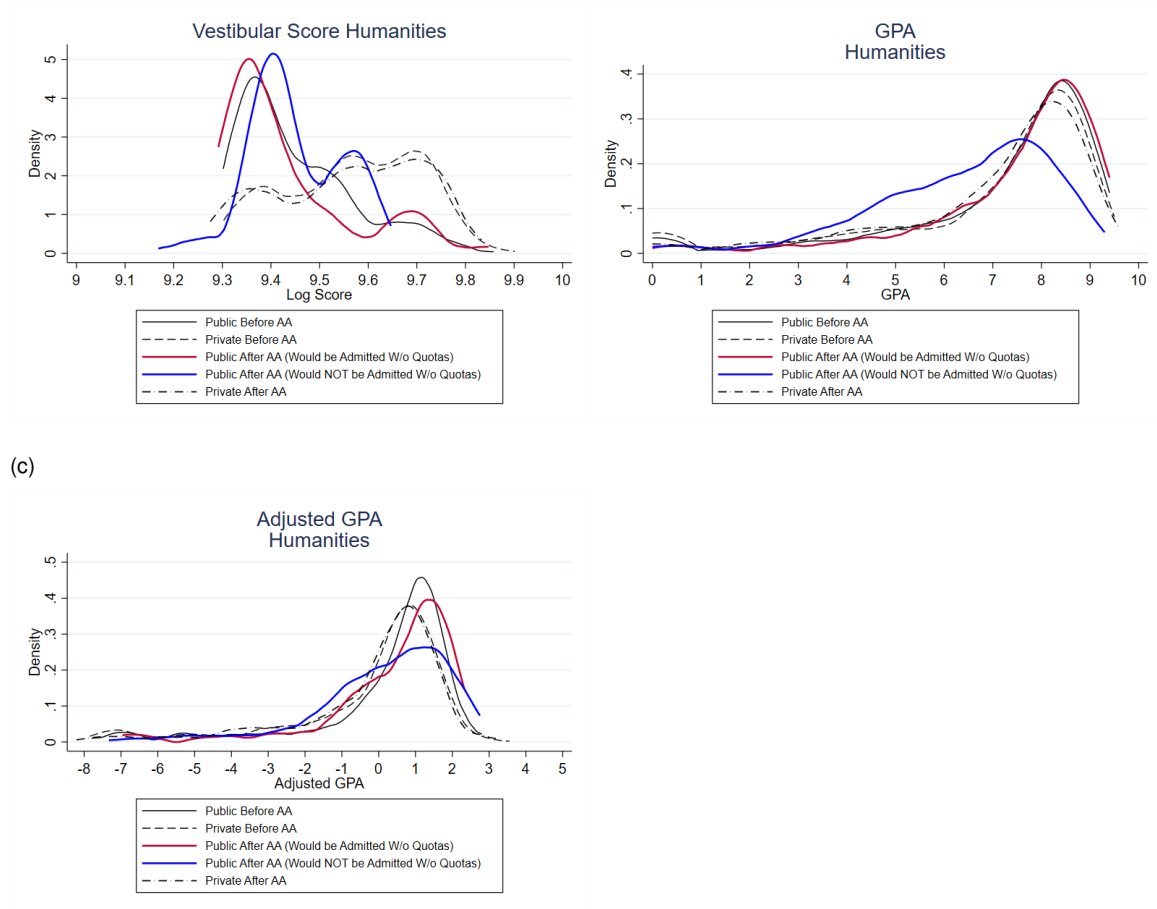 Vestibular Score Humanities
Density
0 1 2 3 4 5
9 9.1 9.2 9.3 9.4 9.5 9.6 9.7 9.8 9.9 10
Log Score
Public Before AA
Private Before AA
Public After AA (Would be Admitted W/o Quotas)
Public After AA (Would NOT be Admitted W/o Quotas)
Private After AA
GPA
Humanities
Density
0 .1 .2 .3 .4
0 1 2 3 4 5 6 7 8 9 10
GPA
Public Before AA
Private Before AA
Public After AA (Would be Admitted W/o Quotas)
Public After AA (Would NOT be Admitted W/o Quotas)
Private After AA
(c)
Adjusted GPA
Humanities
Density
0 .1 .2 .3 .4 .5
-8 -7 -6 -5 -4 -3 -2 -1 0 1 2 3 4 5
Adjusted GPA
Public Before AA
Private Before AA
Public After AA (Would be Admitted W/o Quotas)
Public After AA (Would NOT be Admitted W/o Quotas)
Private After AA